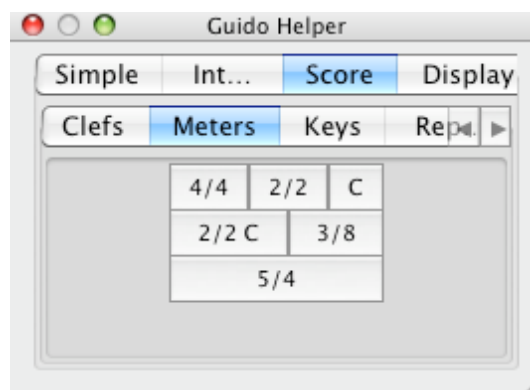 Guido Helper
Simple Int... Score Display
Clefs Meters Keys
4/4 2/2 C
2/2 C 3/8
5/4